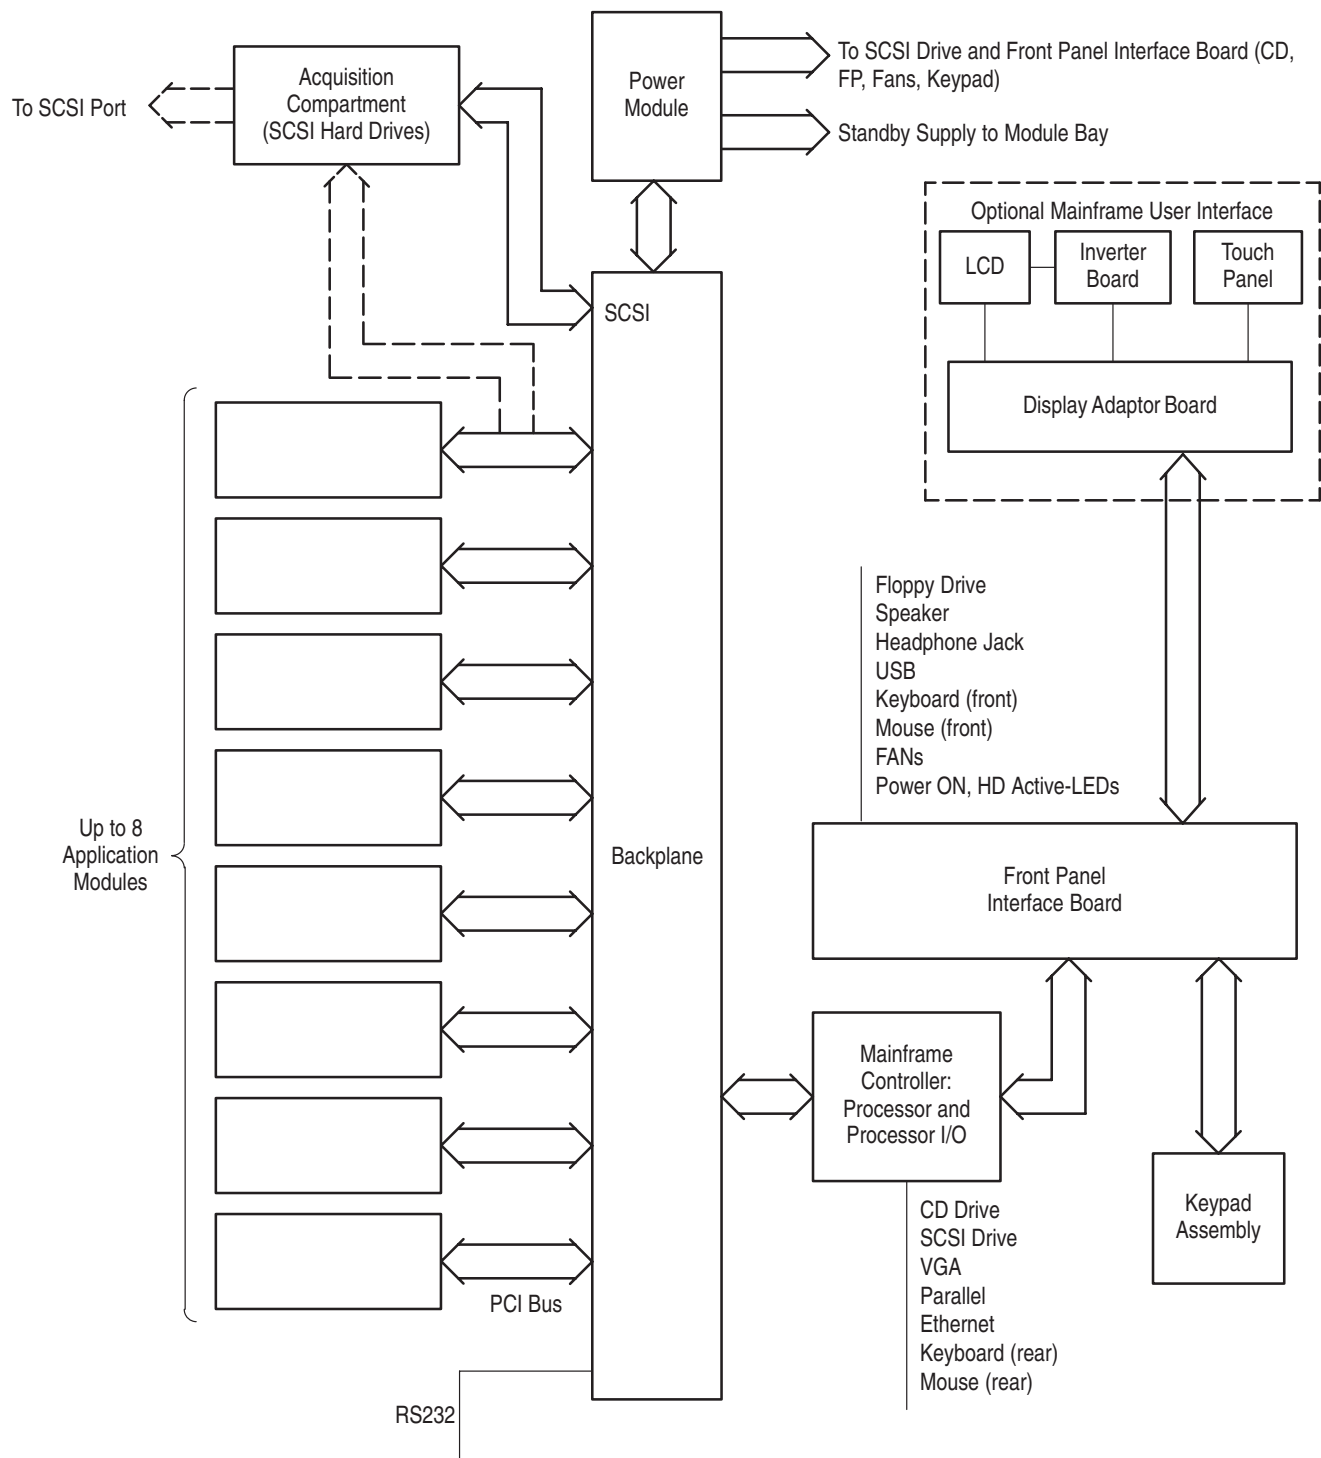 To SCSI Port
Acquisition
Compartment
(SCSI Hard Drives)
Power
Module
To SCSI Drive and Front Panel Interface Board (CD,
FP, Fans, Keypad)
Standby Supply to Module Bay
Optional Mainframe User Interface
LCD
Inverter
Board
Touch
Panel
Display Adaptor Board
SCSI
Floppy Drive
Speaker
Headphone Jack
USB
Keyboard (front)
Mouse (front)
FANs
Power ON, HD Active-LEDs
Up to 8
Application
Modules
Backplane
Front Panel
Interface Board
Mainframe
Controller:
Processor and
Processor I/O
Keypad
Assembly
CD Drive
SCSI Drive
VGA
Parallel
Ethernet
Keyboard (rear)
Mouse (rear)
PCI Bus
RS232